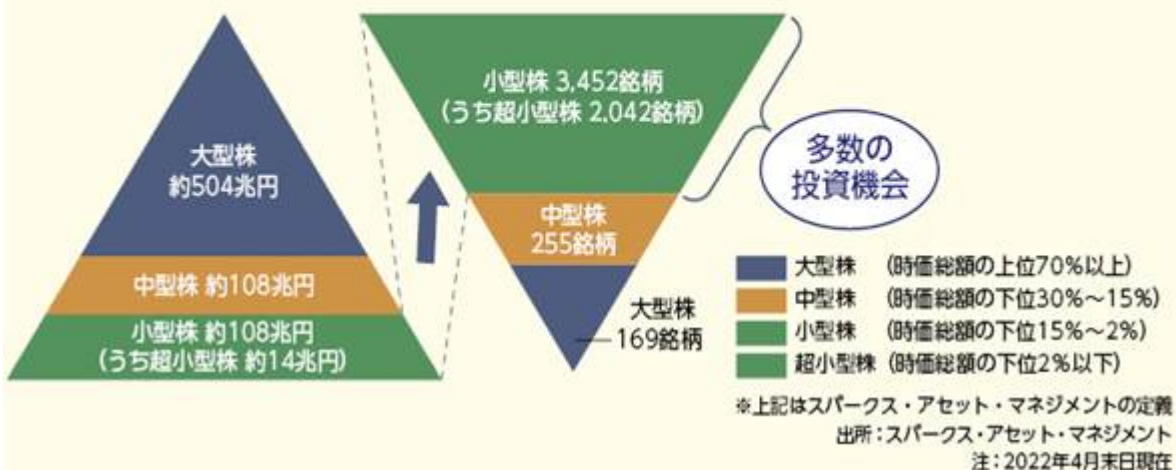 大型株
約504兆円
中型株 約108兆円
小型株 約108兆円
(うち超小型株 約14兆円)
小型株 3,452銘柄
(うち超小型株 2,042銘柄)
中型株
255銘柄
大型株
169銘柄
多数の
投資機会
大型株 (時価総額の上位70%以上)
中型株 (時価総額の下位30%～15%)
小型株 (時価総額の下位15%～2%)
超小型株 (時価総額の下位2%以下)
※上記はスパークス・アセット・マネジメントの定義
出所：スパークス・アセット・マネジメント
注：2022年4月末日現在